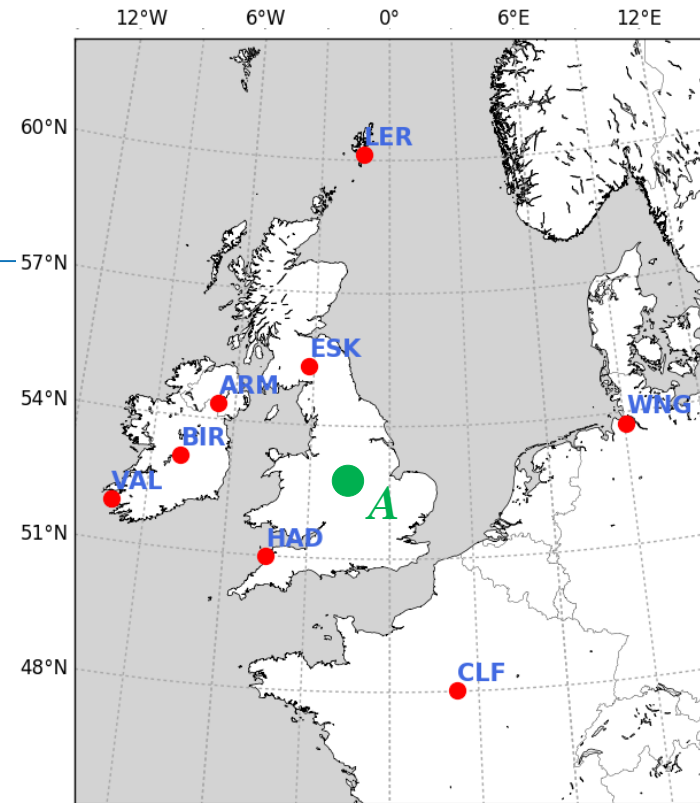 12°W 6°W 0° 6°E 12°E
60°N
LER
57°N
ESK
ARM
54°N
WNG
BIR
VAL
A
51°N
HAD
48°N
CLF